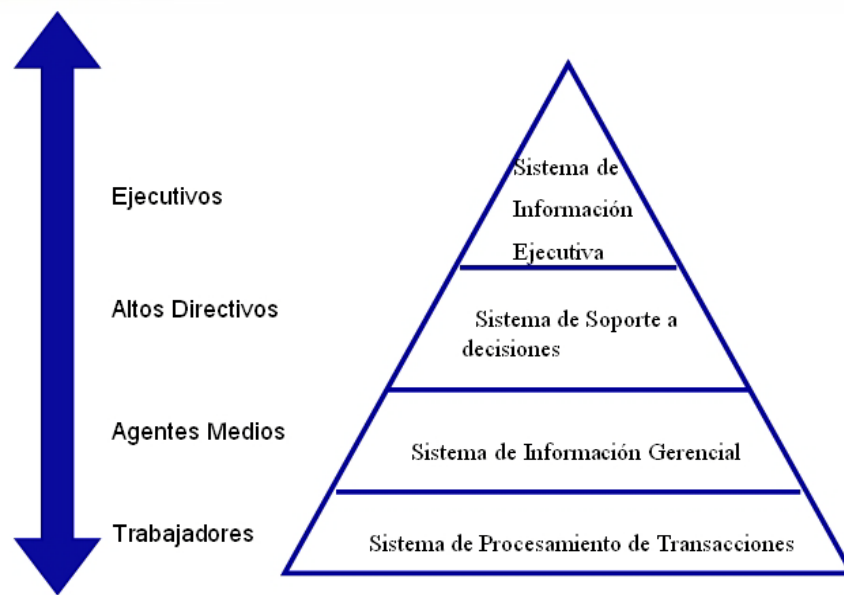 Ejecutivos
Sistema de
Información
Ejecutiva
Altos Directivos
Sistema de Soporte a
decisiones
Agentes Medios
Sistema de Información Gerencial
Trabajadores
Sistema de Procesamiento de Transacciones